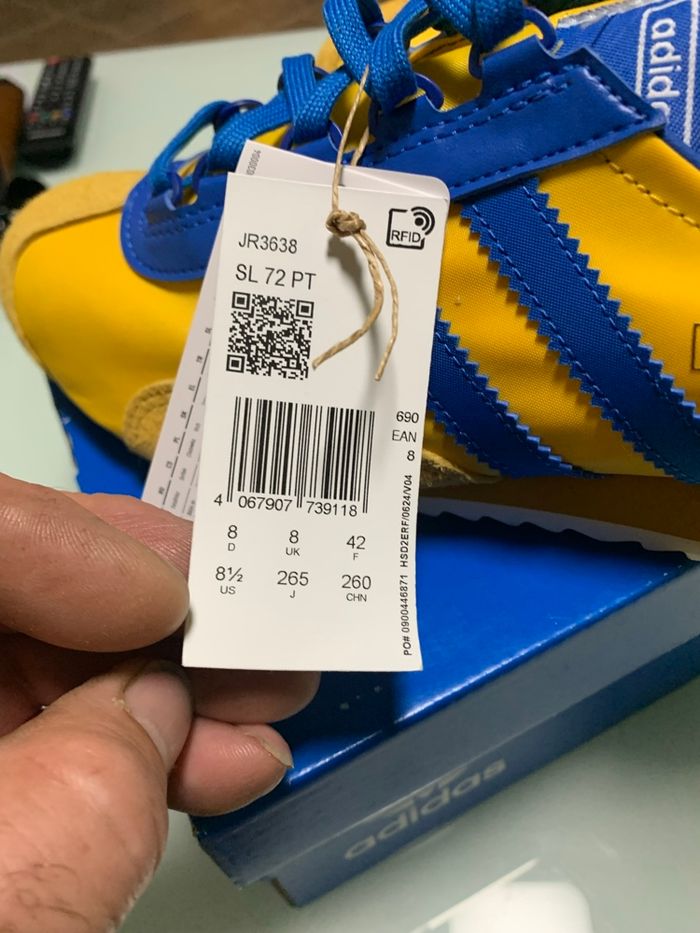 adidas
JR3638
RFID
SL 72 PT
690
EAN
8
4 067907 739118
8 8 42
D UK F
8½ 265 260
US J CHN
PO# 0900446871 HSD2ERF/0624/V04
adidas